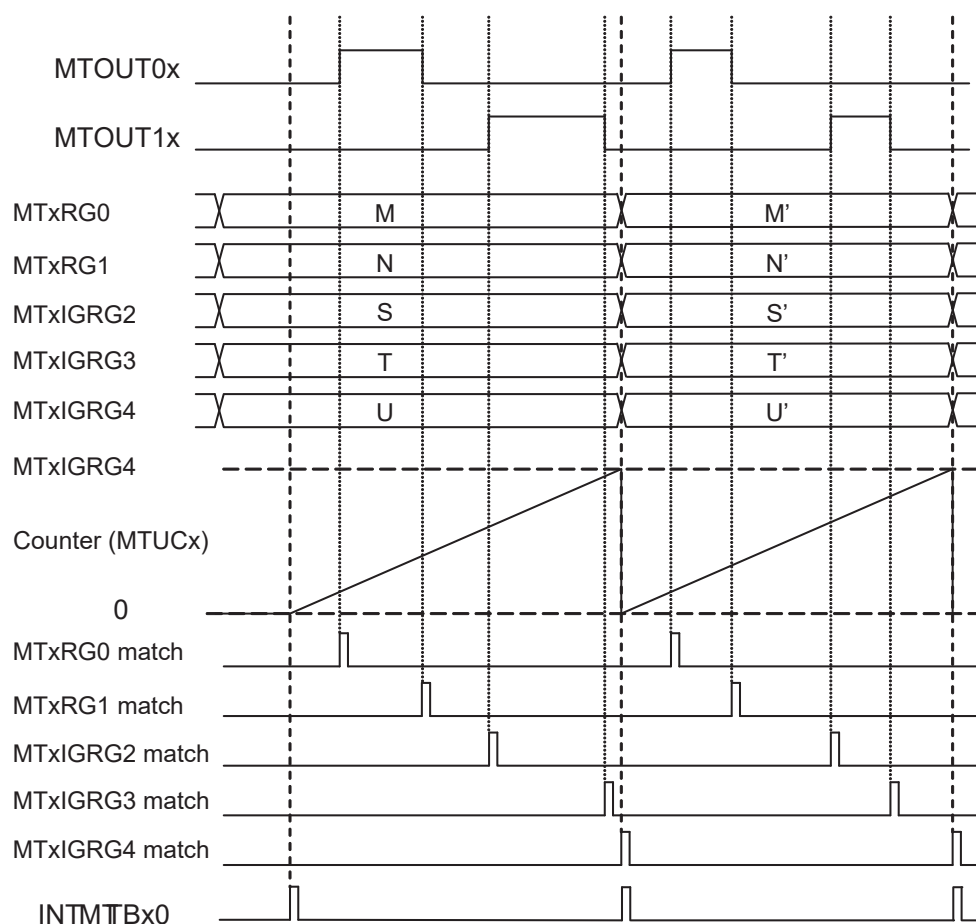 MTOUT0x
MTOUT1x
MTxRG0 M M’
MTxRG1 N N’
MTxIGRG2 S S’
MTxIGRG3 T T’
MTxIGRG4 U U’
MTxIGRG4
Counter (MTUCx)
0
MTxRG0 match
MTxRG1 match
MTxIGRG2 match
MTxIGRG3 match
MTxIGRG4 match
INTMTTBx0